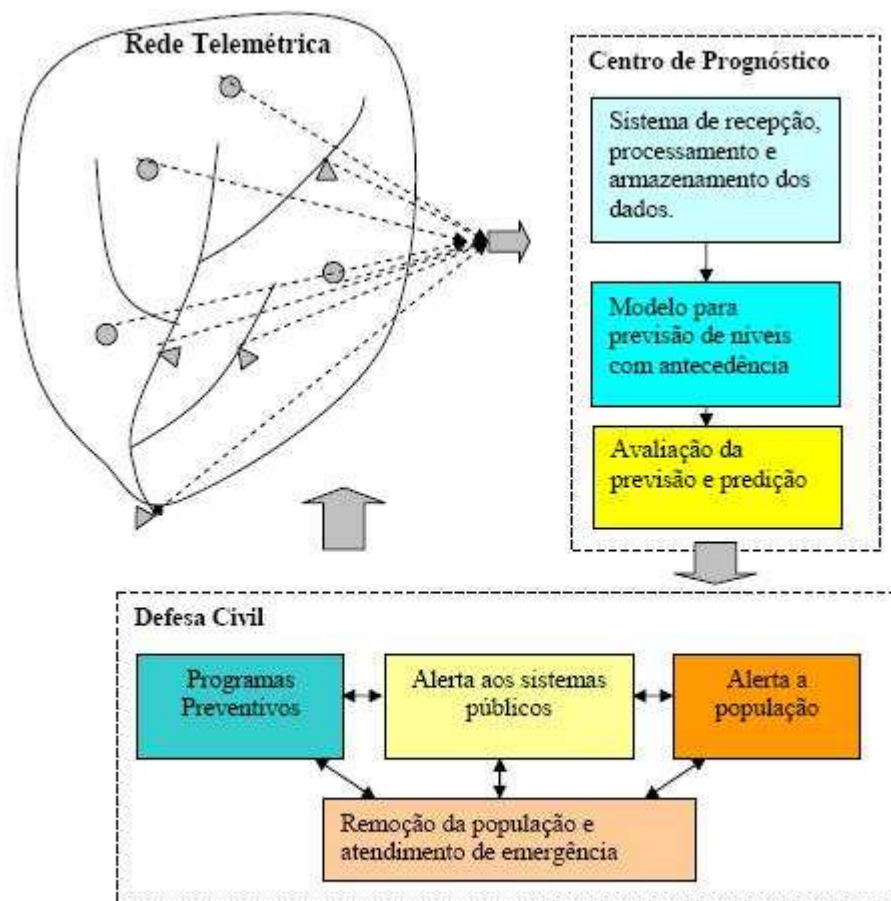 Rede Telemétrica
Centro de Prognóstico
Sistema de recepção,
processamento e
armazenamento dos
dados.
Modelo para
previsão de níveis
com antecedência
Avaliação da
previsão e predição
Defesa Civil
Programas
Preventivos
Alerta aos sistemas
públicos
Alerta a
população
Remoção da população e
atendimento de emergência